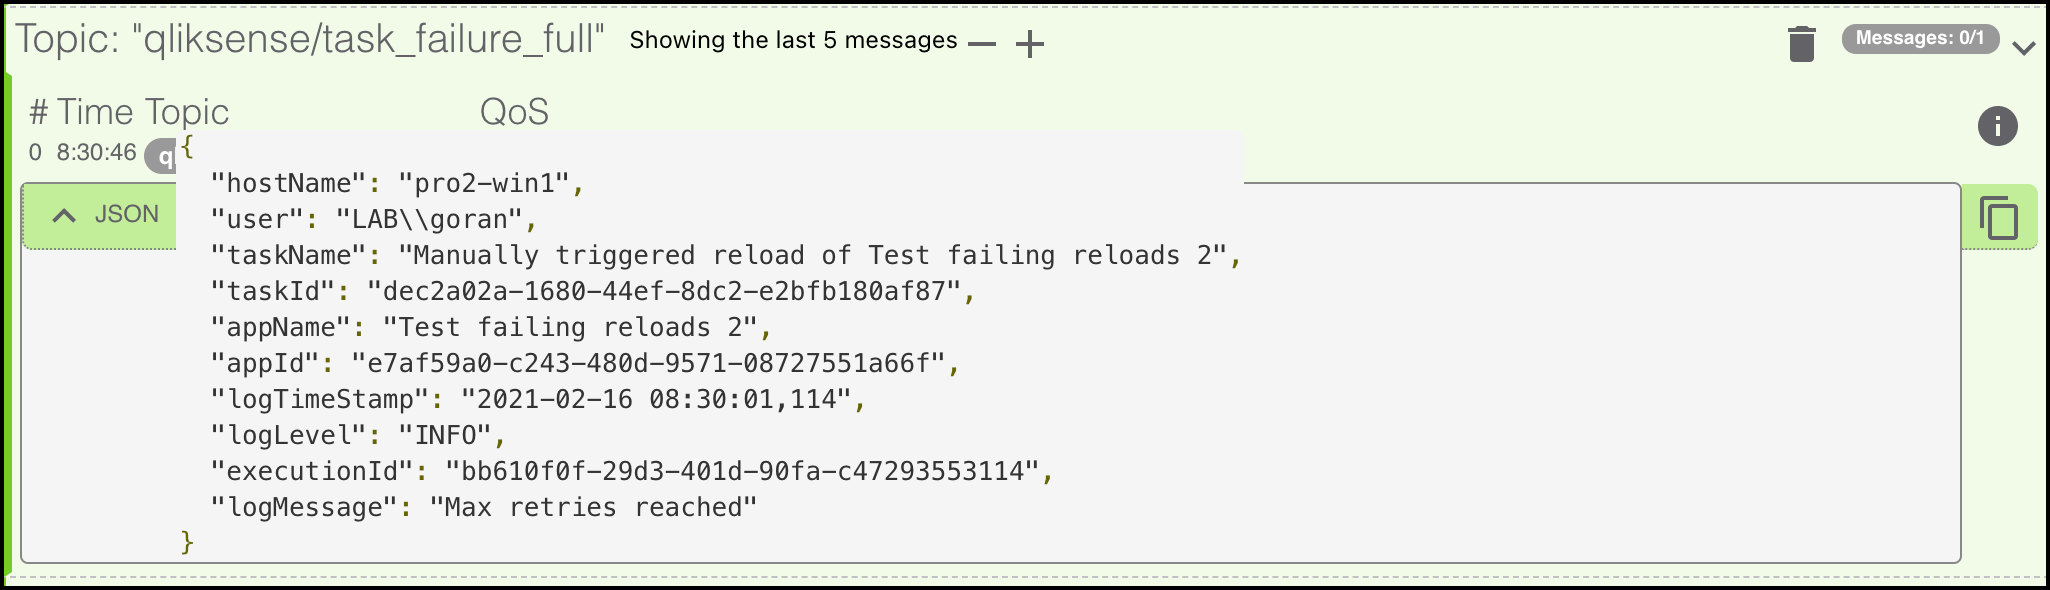 Topic: "qliksense/task_failure_full" Showing the last 5 messages — + Messages: 0/1
# Time Topic QoS
0 8:30:46
{
"hostName": "pro2-win1",
JSON
"user": "LAB\\goran",
"taskName": "Manually triggered reload of Test failing reloads 2",
"taskId": "dec2a02a-1680-44ef-8dc2-e2bfb180af87",
"appName": "Test failing reloads 2",
"appId": "e7af59a0-c243-480d-9571-08727551a66f",
"logTimeStamp": "2021-02-16 08:30:01,114",
"logLevel": "INFO",
"executionId": "bb610f0f-29d3-401d-90fa-c47293553114",
"logMessage": "Max retries reached"
}